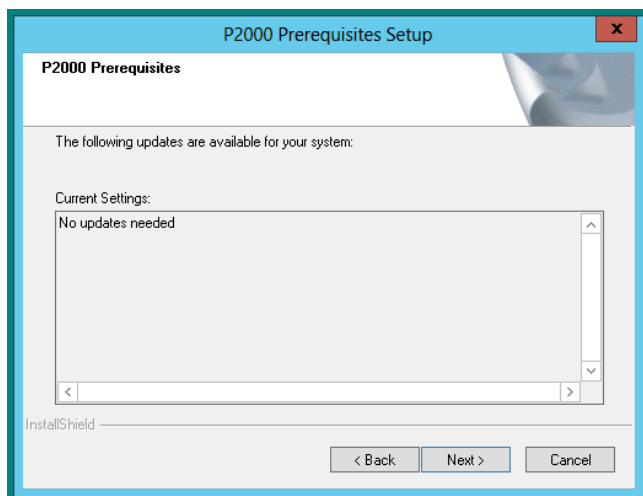 P2000 Prerequisites Setup
x
P2000 Prerequisites
The following updates are available for your system:
Current Settings:
No updates needed
InstallShield
< Back
Next >
Cancel